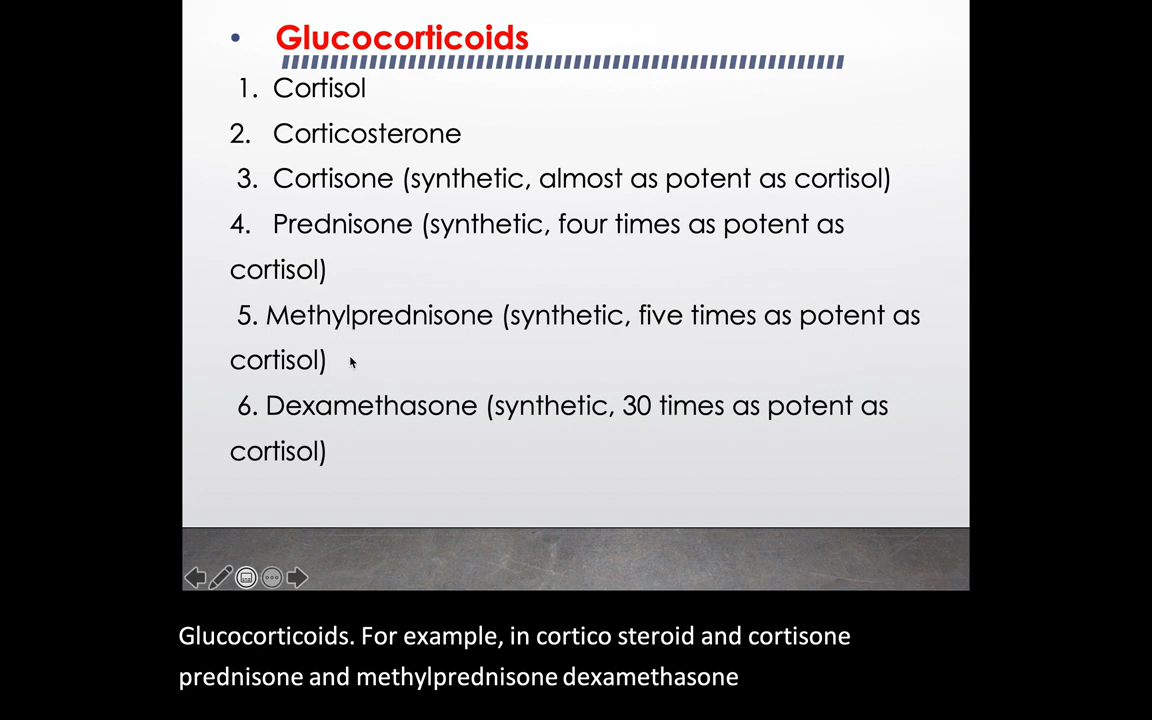 • Glucocorticoids
1. Cortisol
2. Corticosterone
3. Cortisone (synthetic, almost as potent as cortisol)
4. Prednisone (synthetic, four times as potent as
cortisol)
5. Methylprednisone (synthetic, five times as potent as
cortisol)
6. Dexamethasone (synthetic, 30 times as potent as
cortisol)
Glucocorticoids. For example, in cortico steroid and cortisone
prednisone and methylprednisone dexamethasone